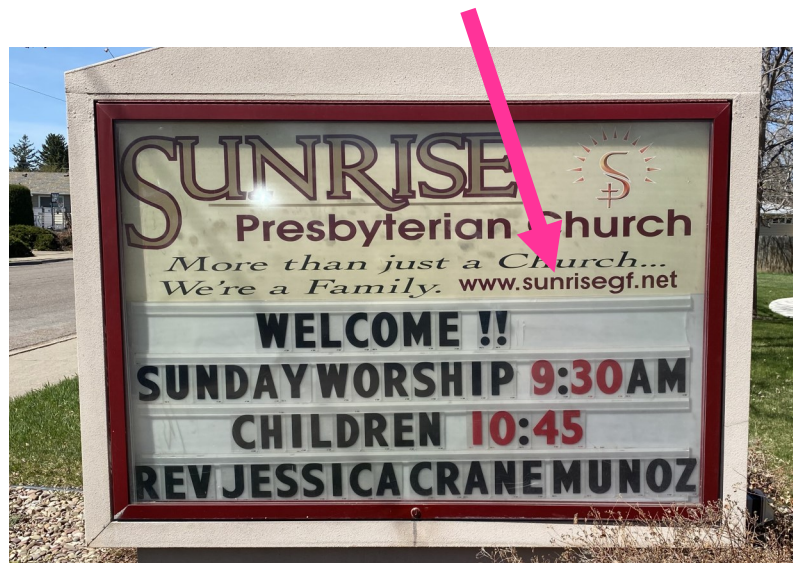 SUNRISE
Presbyterian Church
More than just a Church...
We're a Family. www.sunrisegf.net
WELCOME !!
SUNDAY WORSHIP 9:30AM
CHILDREN 10:45
REV JESSICA CRANE MUNOZ